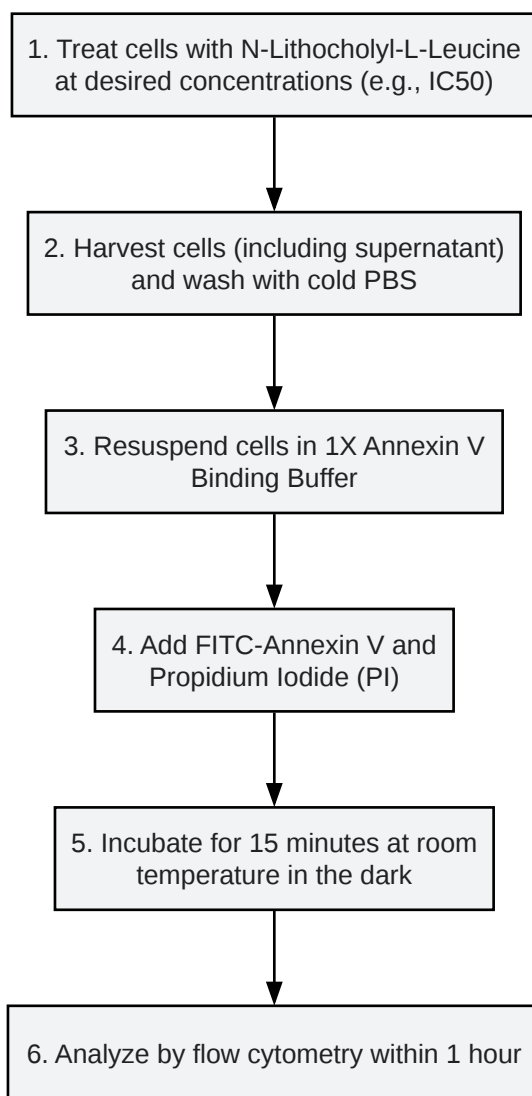 1. Treat cells with N-Lithocholyl-L-Leucine
at desired concentrations (e.g., IC50)
2. Harvest cells (including supernatant)
and wash with cold PBS
3. Resuspend cells in 1X Annexin V
Binding Buffer
4. Add FITC-Annexin V and
Propidium Iodide (PI)
5. Incubate for 15 minutes at room
temperature in the dark
6. Analyze by flow cytometry within 1 hour